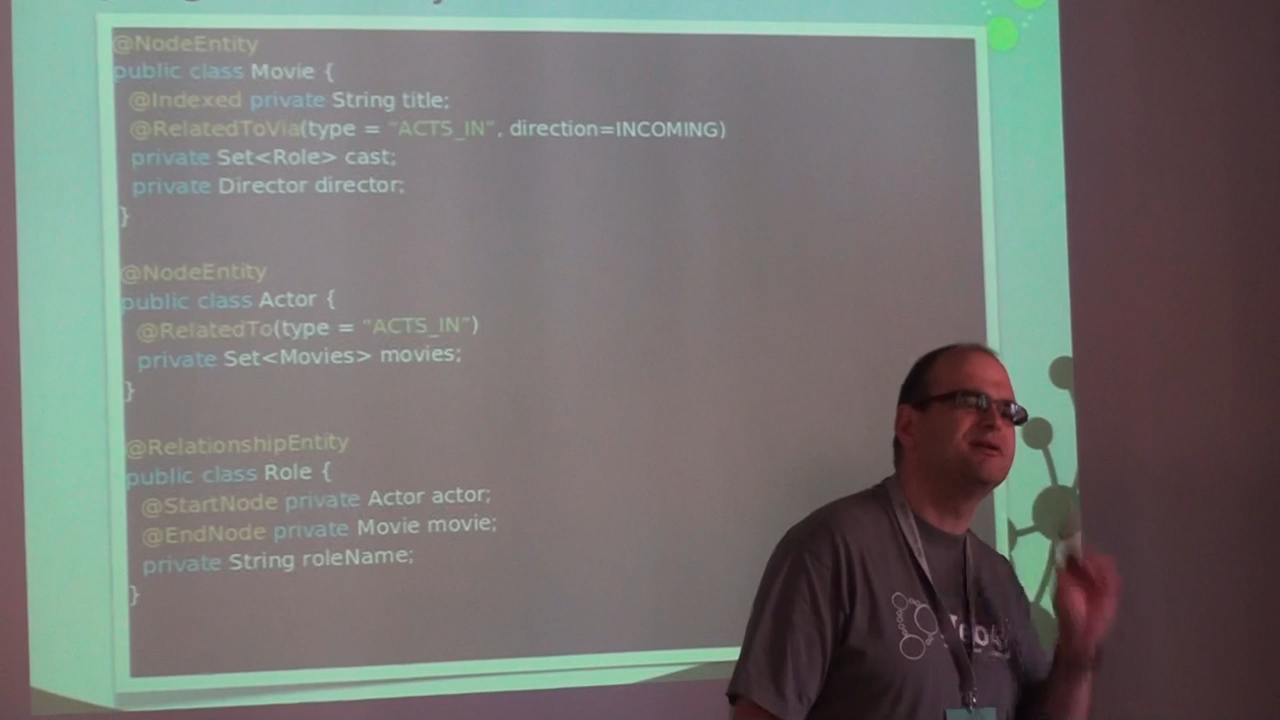 @NodeEntity
public class Movie {
@Indexed private String title;
@RelatedToVia(type = “ACTS_IN”, direction=INCOMING)
private Set<Role> cast;
private Director director;
}
@NodeEntity
public class Actor {
@RelatedTo(type = “ACTS_IN”)
private Set<Movies> movies;
}
@RelationshipEntity
public class Role {
@StartNode private Actor actor;
@EndNode private Movie movie;
private String roleName;
}